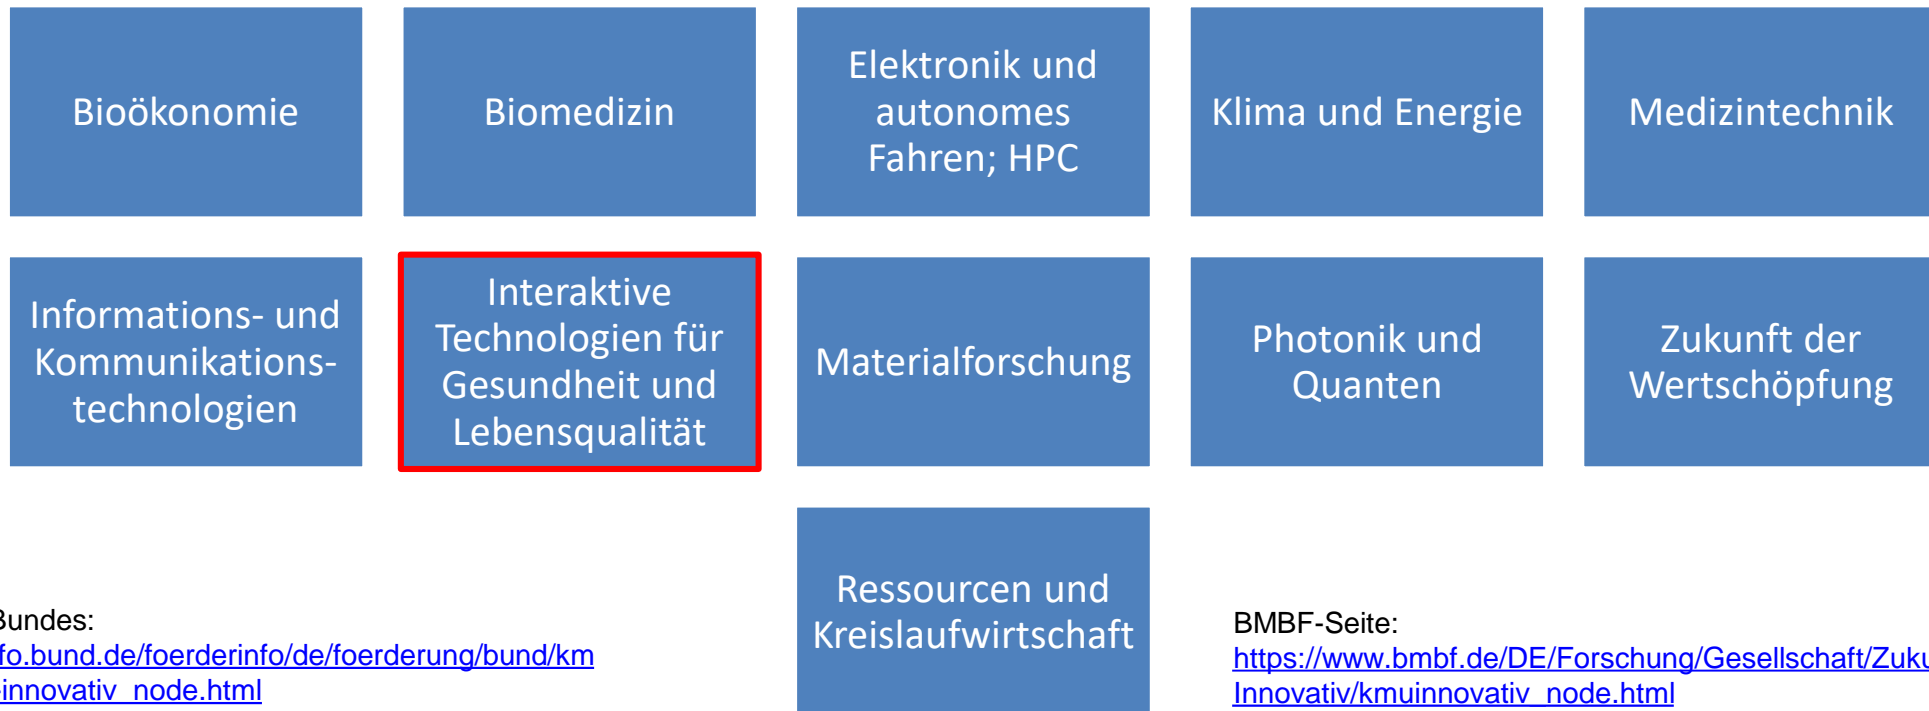 Bioökonomie
Biomedizin
Elektronik und
autonomes
Fahren; HPC
Klima und Energie
Medizintechnik
Informations- und
Kommunikations-
technologien
Interaktive
Technologien für
Gesundheit und
Lebensqualität
Materialforschung
Photonik und
Quanten
Zukunft der
Wertschöpfung
Ressourcen und
Kreislaufwirtschaft
Bundes:
fo.bund.de/foerderinfo/de/foerderung/bund/km
innovativ_node.html
BMBF-Seite:
https://www.bmbf.de/DE/Forschung/Gesellschaft/Zuku
Innovativ/kmuinnovativ_node.html